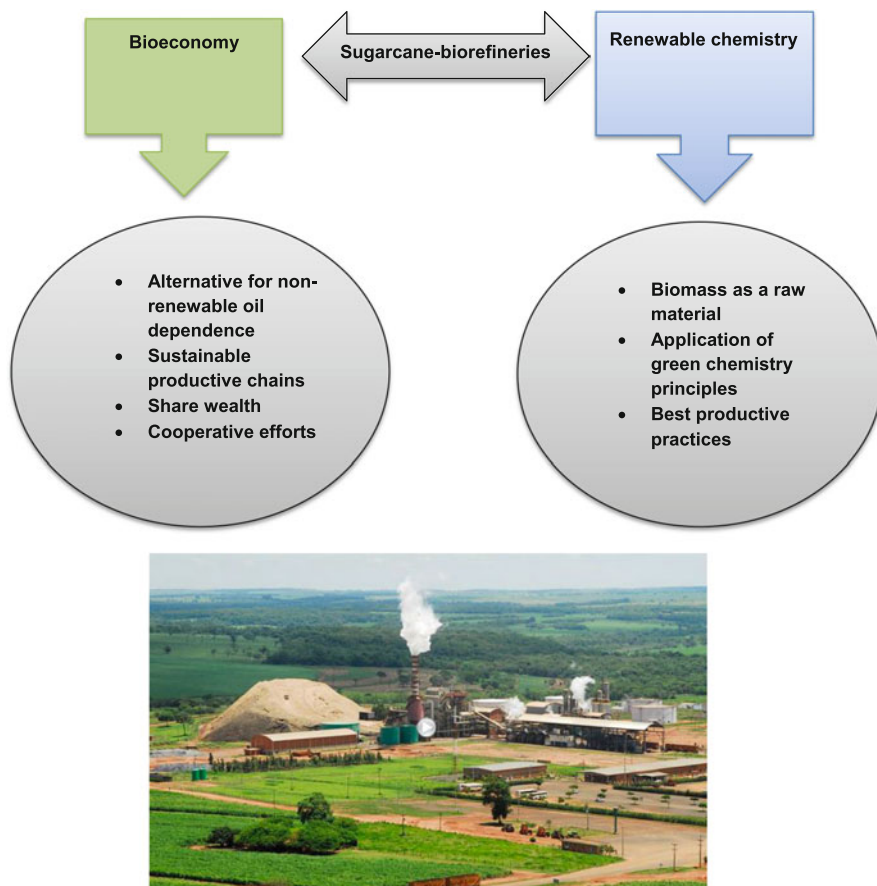 Bioeconomy
Sugarcane-biorefineries
Renewable chemistry
• Alternative for non-
renewable oil
dependence
• Sustainable
productive chains
• Share wealth
• Cooperative efforts
• Biomass as a raw
material
• Application of
green chemistry
principles
• Best productive
practices